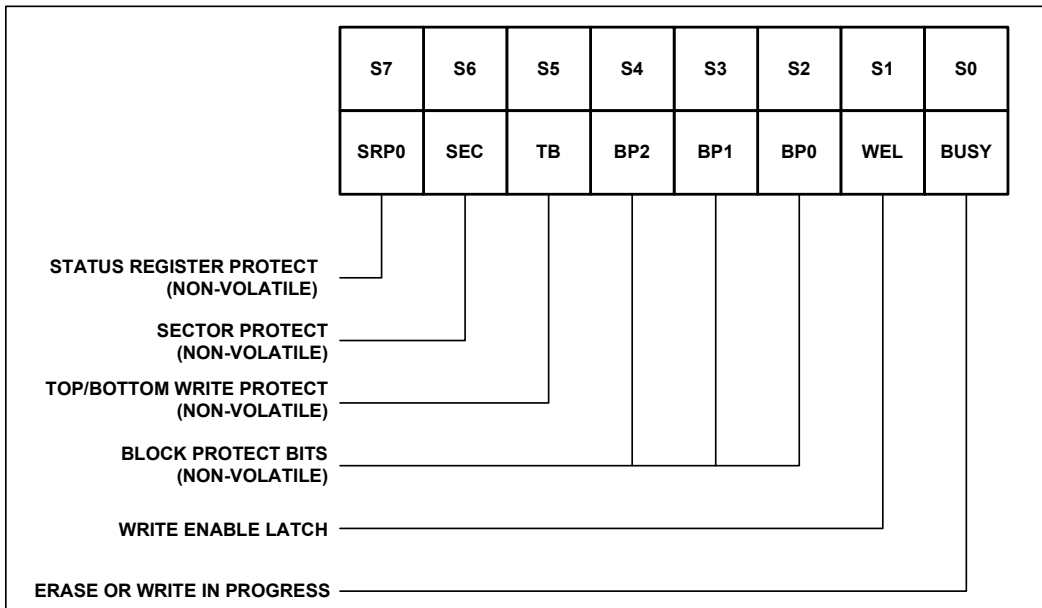 S7 S6 S5 S4 S3 S2 S1 S0
SRP0 SEC TB BP2 BP1 BP0 WEL BUSY
STATUS REGISTER PROTECT
(NON-VOLATILE)
SECTOR PROTECT
(NON-VOLATILE)
TOP/BOTTOM WRITE PROTECT
(NON-VOLATILE)
BLOCK PROTECT BITS
(NON-VOLATILE)
WRITE ENABLE LATCH
ERASE OR WRITE IN PROGRESS